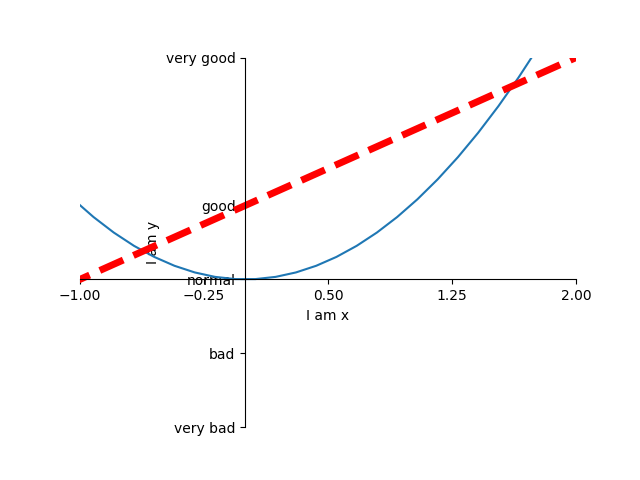 very good
good
I am y
normal
−1.00 −0.25 0.50 1.25 2.00
I am x
bad
very bad